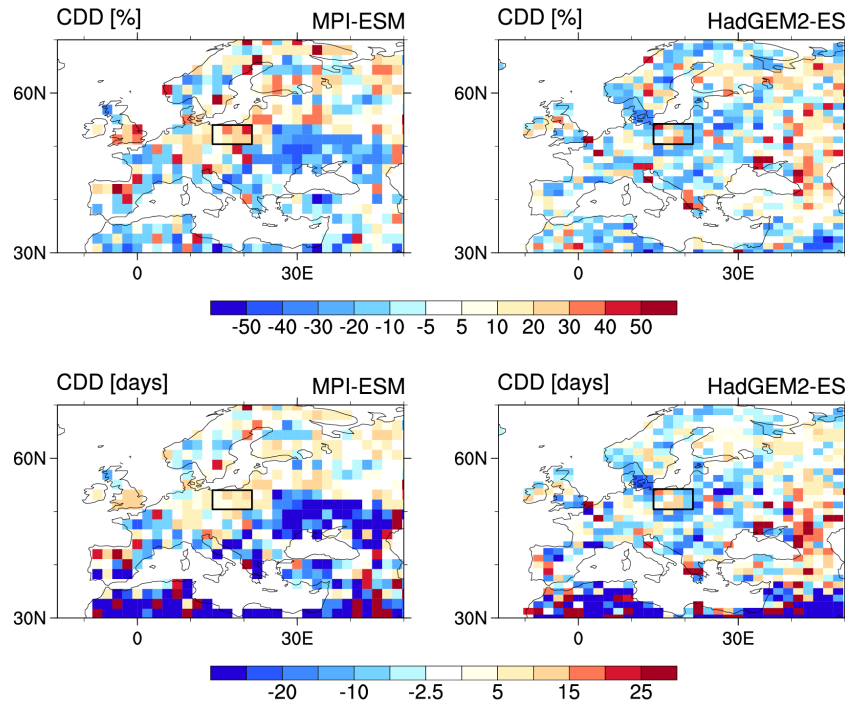 CDD [%] MPI-ESM CDD [%] HadGEM2-ES
60N 60N
30N 30N
0 30E 0 30E
-50 -40 -30 -20 -10 -5 5 10 20 30 40 50
CDD [days] MPI-ESM CDD [days] HadGEM2-ES
60N 60N
30N 30N
0 30E 0 30E
-20 -10 -2.5 5 15 25